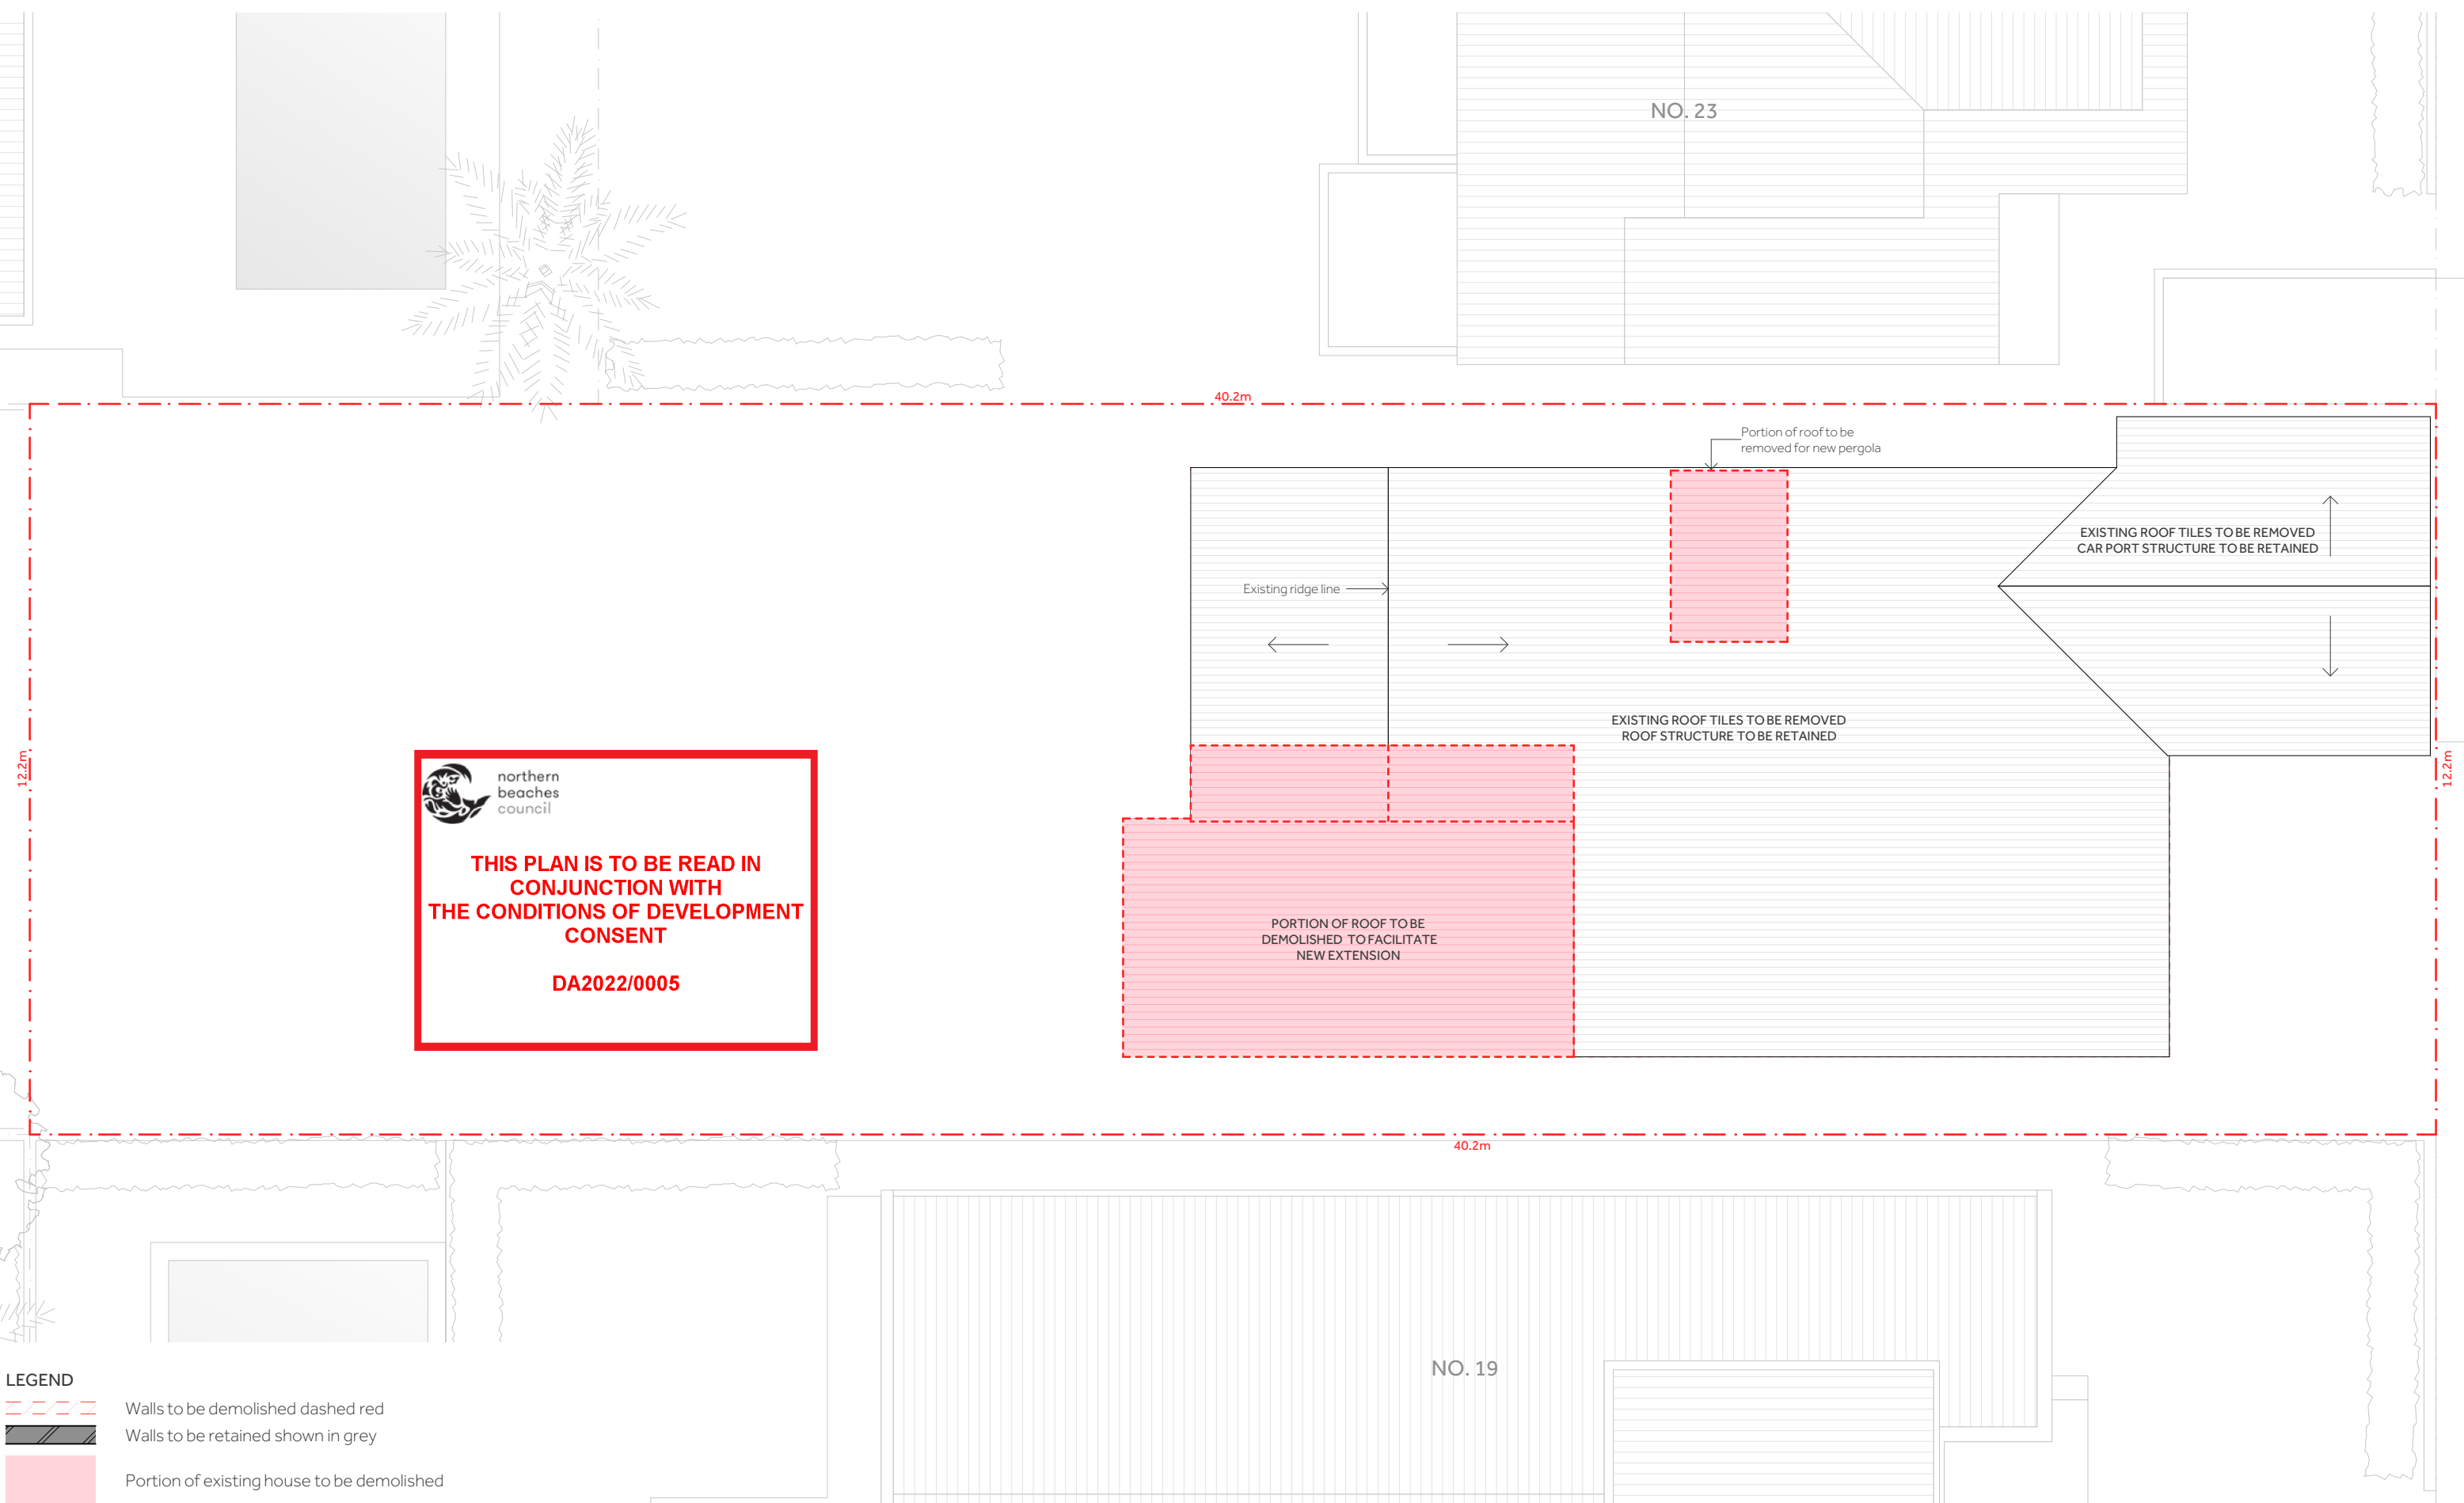 NO. 23
40.2m
Portion of roof to be
removed for new pergola
EXISTING ROOF TILES TO BE REMOVED
CAR PORT STRUCTURE TO BE RETAINED
Existing ridge line
EXISTING ROOF TILES TO BE REMOVED
ROOF STRUCTURE TO BE RETAINED
12.2m
12.2m
northern
beaches
council
THIS PLAN IS TO BE READ IN
CONJUNCTION WITH
THE CONDITIONS OF DEVELOPMENT
CONSENT
DA2022/0005
PORTION OF ROOF TO BE
DEMOLISHED TO FACILITATE
NEW EXTENSION
40.2m
NO. 19
LEGEND
Walls to be demolished dashed red
Walls to be retained shown in grey
Portion of existing house to be demolished